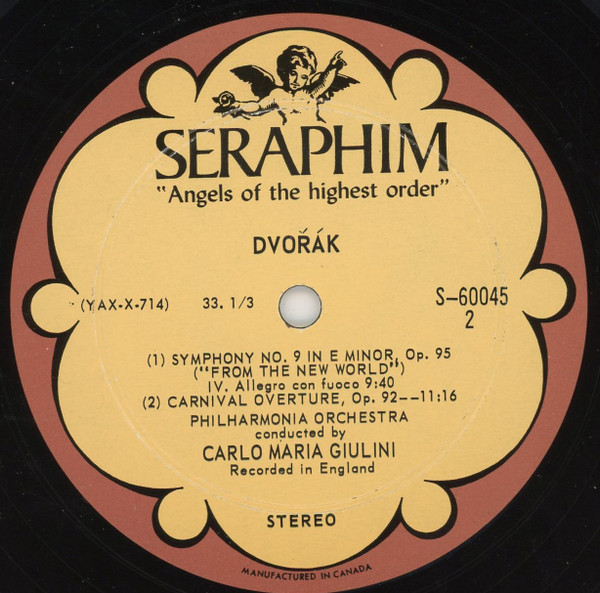 SERAPHIM
"Angels of the highest order"
DVOŘÁK
(YAX-X-714) 33. 1/3 S-60045
2
(1) SYMPHONY NO. 9 IN E MINOR, Op. 95
("FROM THE NEW WORLD")
IV. Allegro con fuoco 9:40
(2) CARNIVAL OVERTURE, Op. 92--11:16
PHILHARMONIA ORCHESTRA
conducted by
CARLO MARIA GIULINI
Recorded in England
STEREO
MANUFACTURED IN CANADA